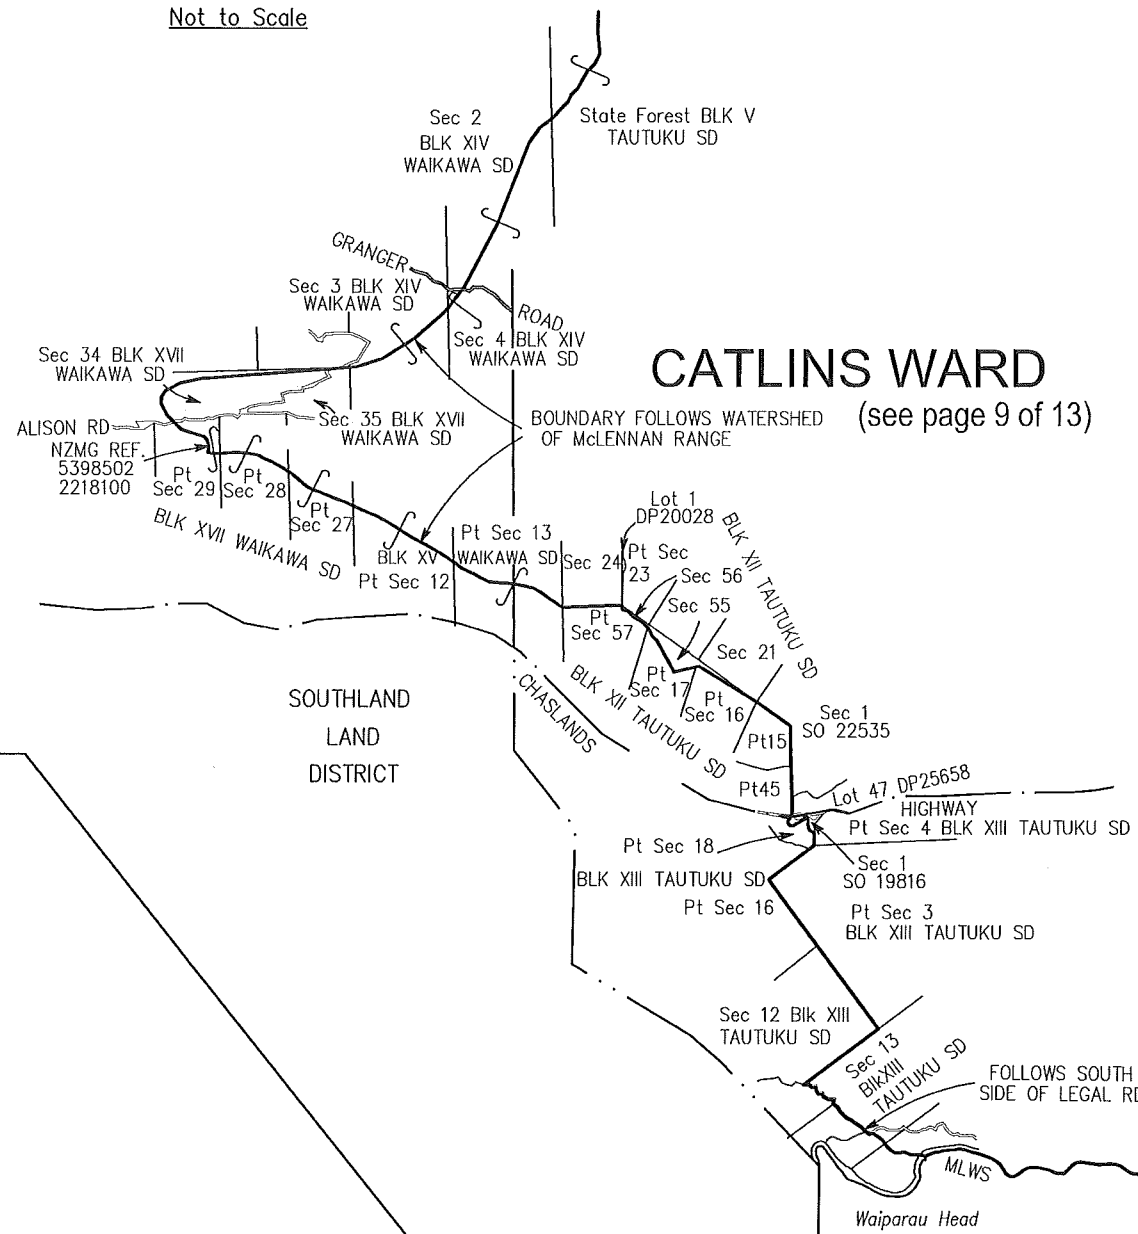 Not to Scale
Sec 2
BLK XIV
WAIKAWA SD
State Forest BLK V
TAUTUKU SD
GRANGER
ROAD
Sec 3 BLK XIV
WAIKAWA SD
Sec 4 BLK XIV
WAIKAWA SD
CATLINS WARD
(see page 9 of 13)
Sec 34 BLK XVII
WAIKAWA SD
Sec 35 BLK XVII
WAIKAWA SD
ALISON RD
NZMG REF.
5398502
2218100
BOUNDARY FOLLOWS WATERSHED
OF McLENNAN RANGE
Pt
Sec 29
Pt
Sec 28
Pt
Sec 27
BLK XVII WAIKAWA SD
BLK XV
Pt Sec 12
Pt Sec 13
WAIKAWA SD
Lot 1
DP20028
BLK XII TAUTUKU SD
Sec 24
Pt Sec
23
Sec 56
Sec 55
Pt
Sec 57
Sec 21
Pt
Sec 17
Pt
Sec 16
BLK XII TAUTUKU SD
Sec 1
SO 22535
Pt15
CHASLANDS
SOUTHLAND
LAND
DISTRICT
Pt45
Lot 47 DP25658
HIGHWAY
Pt Sec 4 BLK XIII TAUTUKU SD
Pt Sec 18
BLK XIII TAUTUKU SD
Sec 1
SO 19816
Pt Sec 16
Pt Sec 3
BLK XIII TAUTUKU SD
Sec 12 Blk XIII
TAUTUKU SD
Sec 13
BlkXIII
TAUTUKU SD
FOLLOWS SOUTH
SIDE OF LEGAL RD
MLWS
Waiparau Head